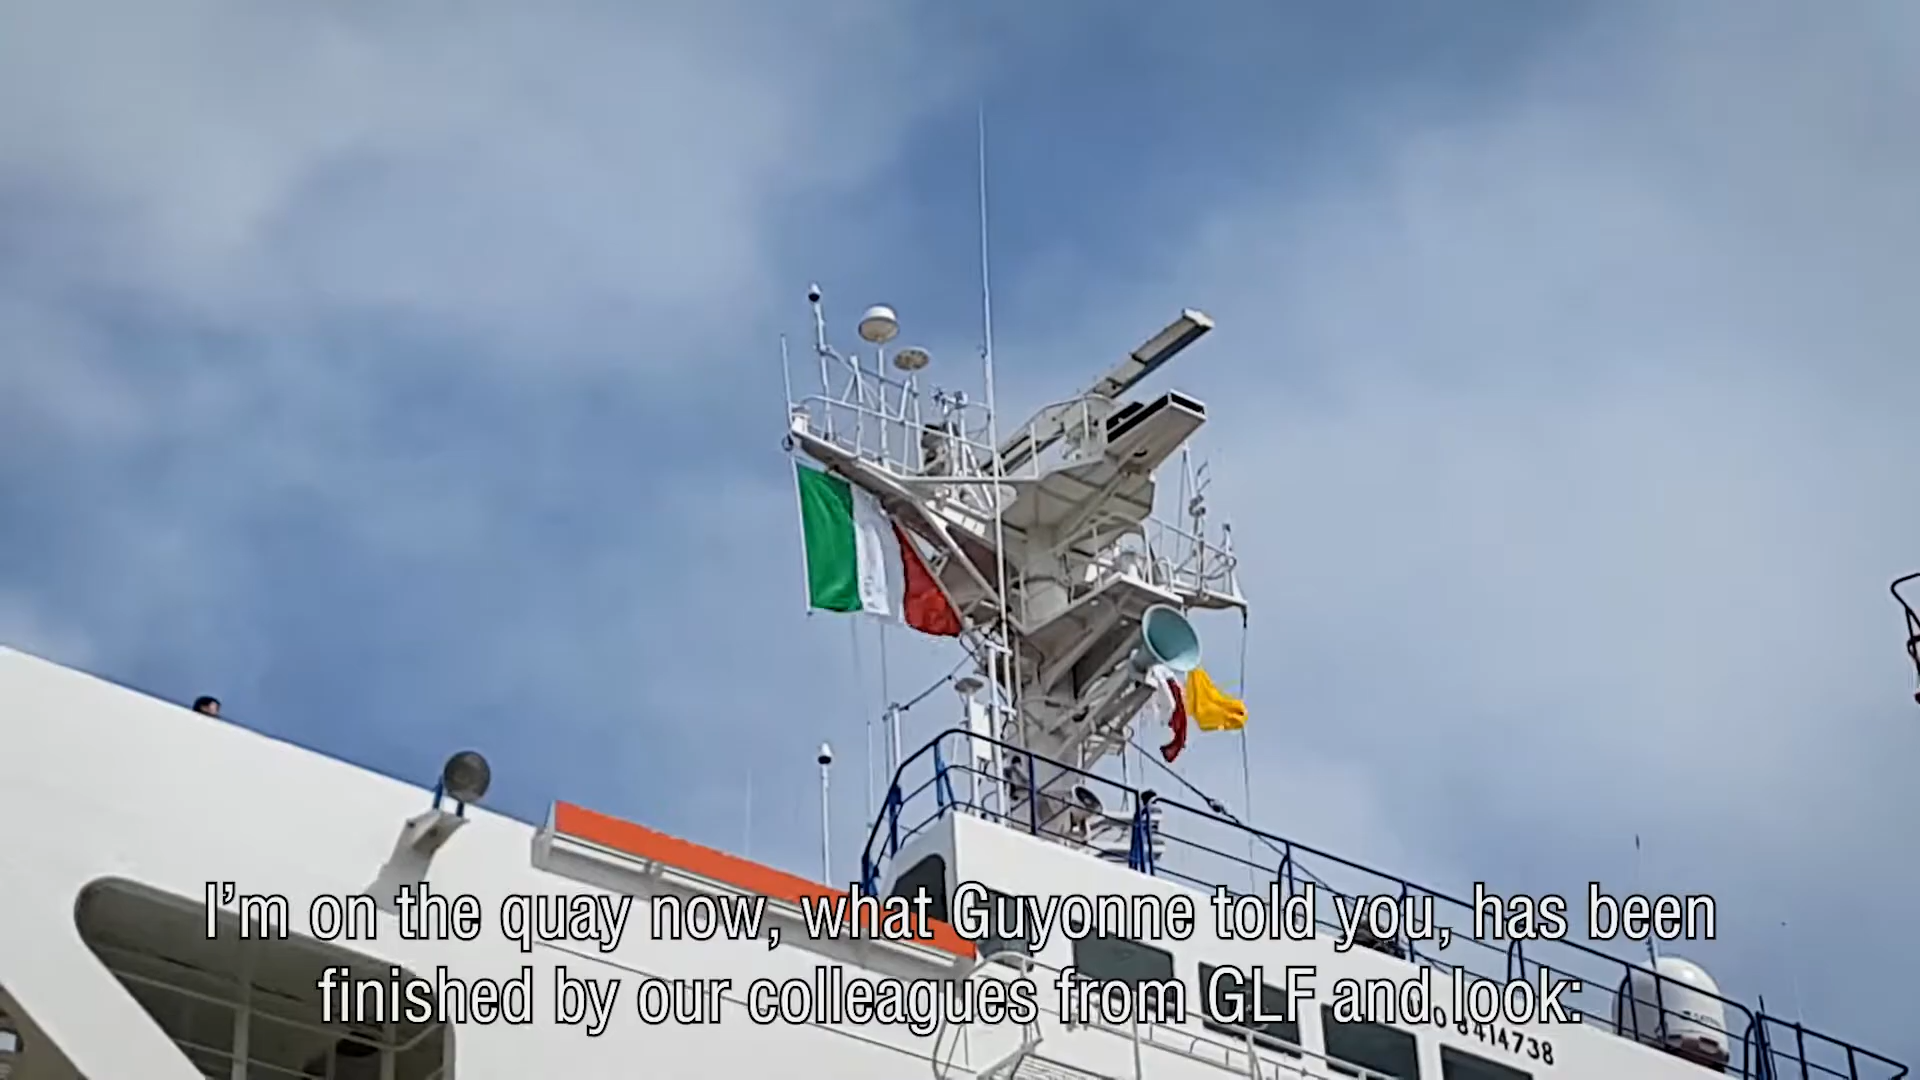 I’m on the quay now, what Guyonne told you, has been
finished by our colleagues from GLF and look:
8414738